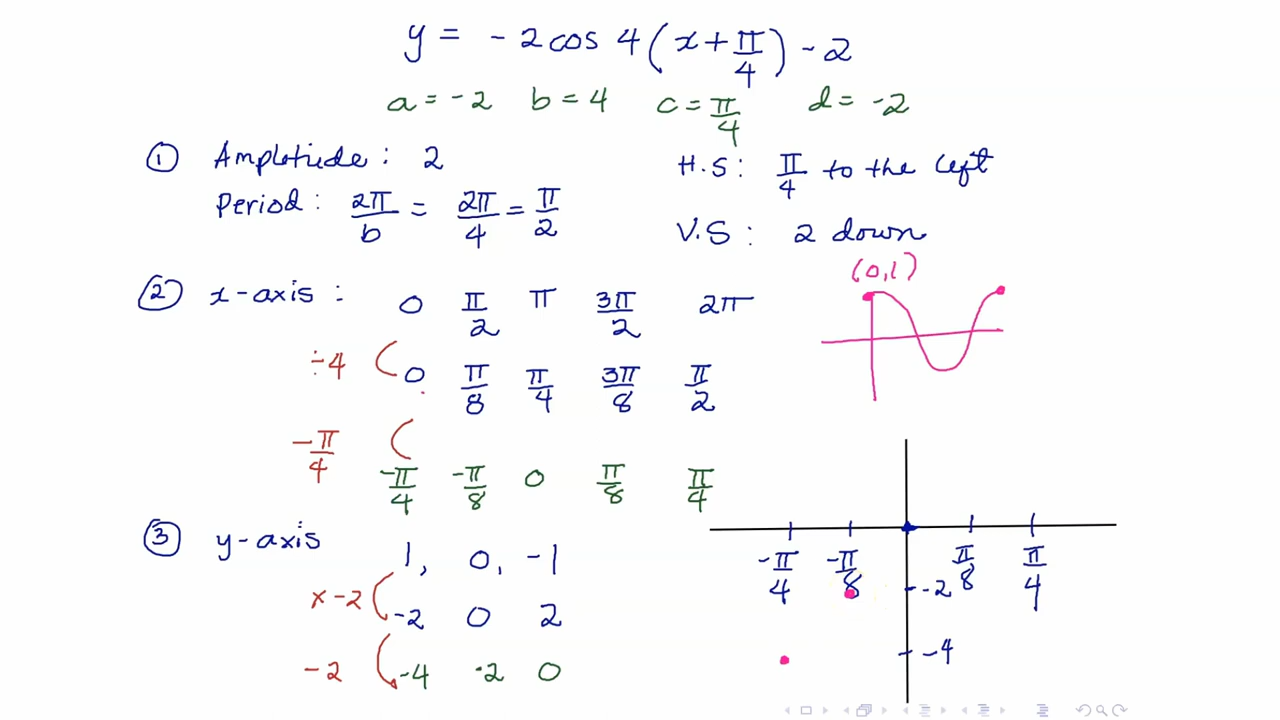 y = -2cos 4(x + π/4) - 2
a = -2 b = 4 c = π/4 d = -2
① Amplotiude : 2
Period : 2π/b = 2π/4 = π/2
H.S : π/4 to the left
V.S : 2 down
(0,1)
② x-axis : 0 π/2 π 3π/2 2π
÷4 0 π/8 π/4 3π/8 π/2
-π/4
-π/4 -π/8 0 π/8 π/4
③ y-axis 1, 0, -1
x -2 -2 0 2
-2 -4 -2 0
-π/4 -π/8 π/8 π/4
-2
-4